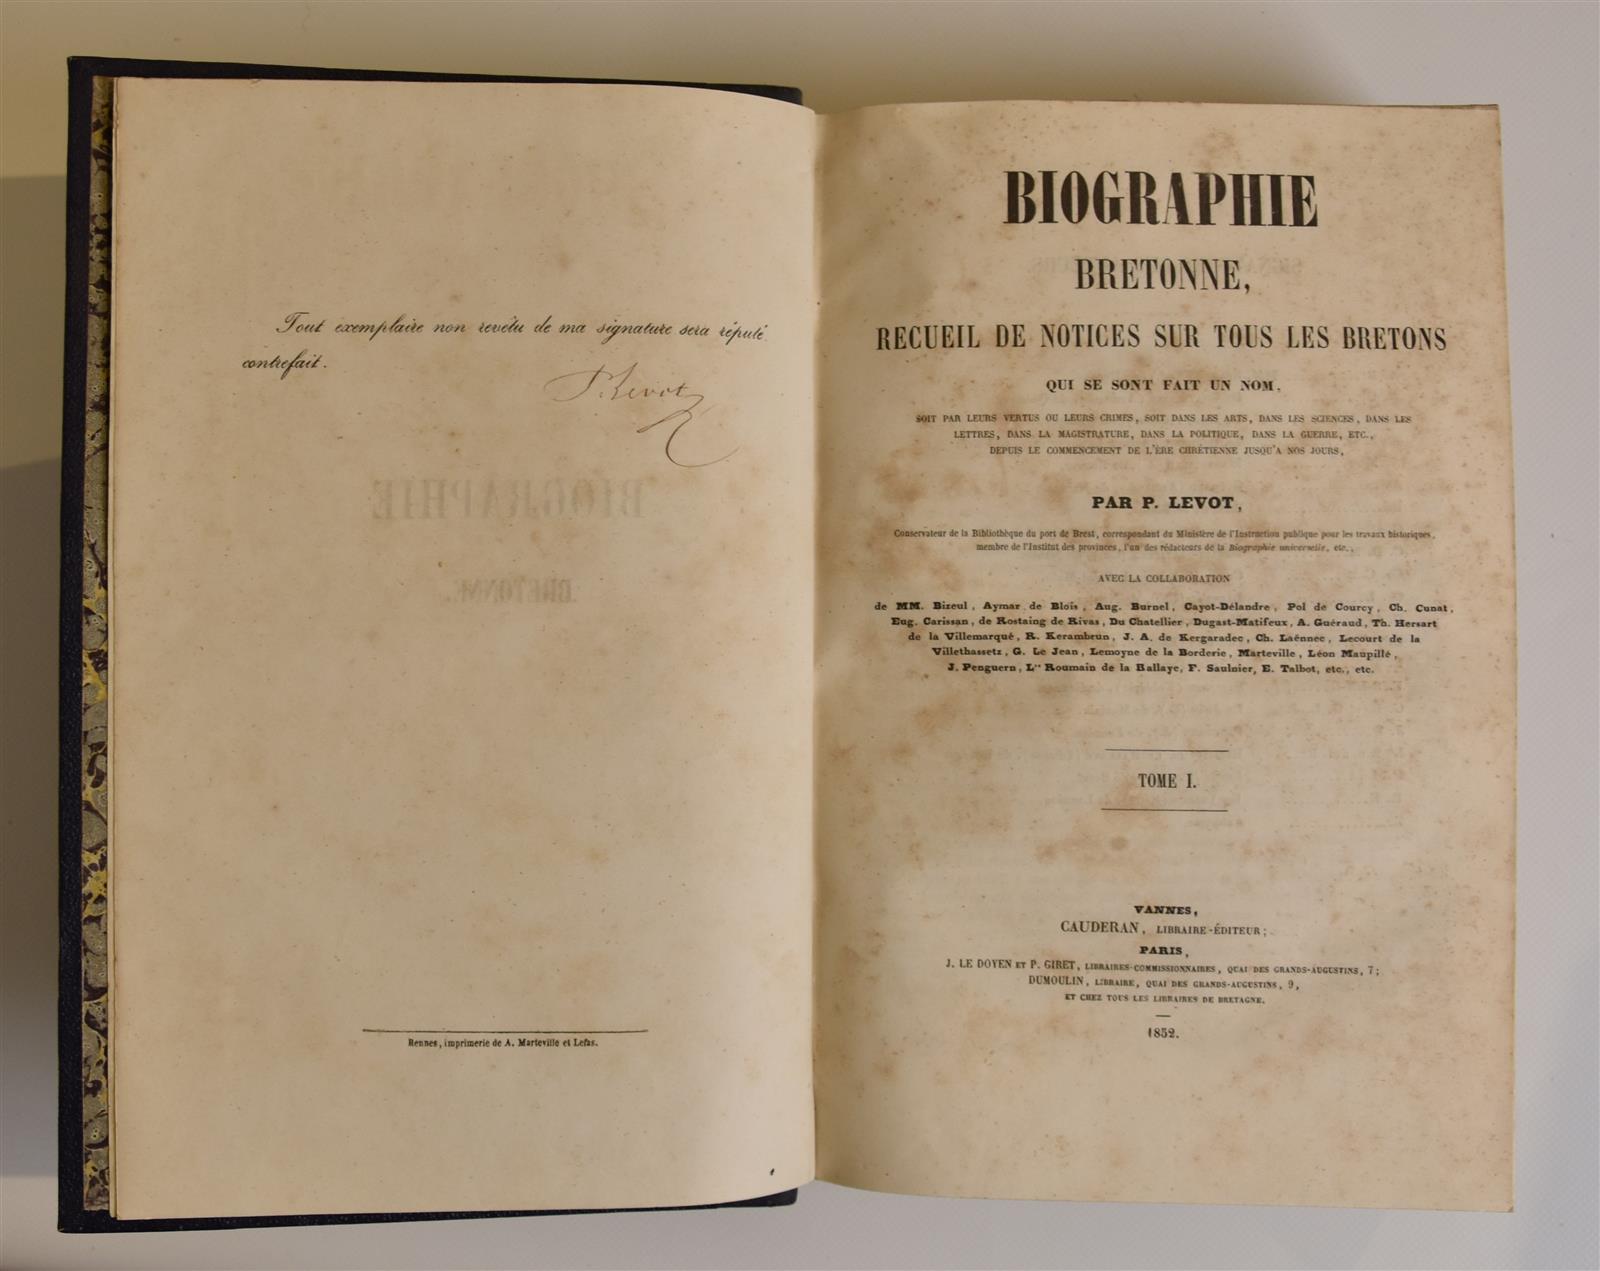 Tout exemplaire non revêtu de ma signature sera réputé
contrefait.
P. Levot
Rennes, imprimerie de A. Marteville et Lefas.
BIOGRAPHIE
BRETONNE,
RECUEIL DE NOTICES SUR TOUS LES BRETONS
QUI SE SONT FAIT UN NOM,
SOIT PAR LEURS VERTUS OU LEURS CRIMES, SOIT DANS LES ARTS, DANS LES SCIENCES, DANS LES
LETTRES, DANS LA MAGISTRATURE, DANS LA POLITIQUE, DANS LA GUERRE, ETC.,
DEPUIS LE COMMENCEMENT DE L'ÈRE CHRÉTIENNE JUSQU'A NOS JOURS,
PAR P. LEVOT,
Conservateur de la Bibliothèque du port de Brest, correspondant du Ministère de l'Instruction publique pour les travaux historiques,
membre de l'Institut des provinces, l'un des rédacteurs de la Biographie universelle, etc.,
AVEC LA COLLABORATION
de MM. Bizeul, Aymar de Blois, Aug. Burnel, Cayot-Délandre, Pol de Courcy, Ch. Cunat,
Eug. Carissan, de Rostaing de Rivas, Du Chatellier, Dugast-Matifeux, A. Guéraud, Th. Hersart
de la Villemarqué, R. Kerambrun, J. A. de Kergaradec, Ch. Laënnec, Lecourt de la
Villethassetz, G. Le Jean, Lemoyne de la Borderie, Marteville, Léon Maupillé,
J. Penguern, Lis Roumain de la Rallaye, F. Saulnier, E. Talbot, etc., etc.
TOME I.
VANNES,
CAUDERAN, LIBRAIRE-ÉDITEUR;
PARIS,
J. LE DOYEN ET P. GIRET, LIBRAIRES-COMMISSIONNAIRES, QUAI DES GRANDS-AUGUSTINS, 7;
DUMOULIN, LIBRAIRE, QUAI DES GRANDS-AUGUSTINS, 9,
ET CHEZ TOUS LES LIBRAIRES DE BRETAGNE.
1852.